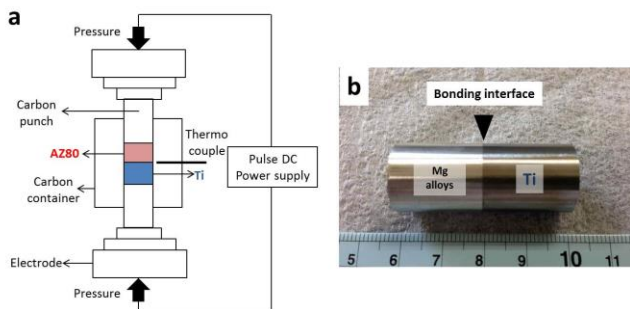 a
Pressure
Carbon
punch
AZ80
Carbon
container
Electrode
Pressure
Thermo
couple
Ti
Pulse DC
Power supply
b
Bonding interface
Mg
alloys
Ti
5 6 7 8 9 10 11